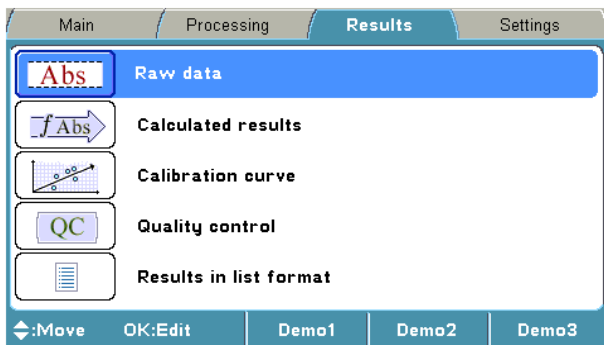 Main Processing Results Settings
Abs Raw data
f Abs Calculated results
Calibration curve
QC Quality control
Results in list format
:Move OK:Edit Demo1 Demo2 Demo3